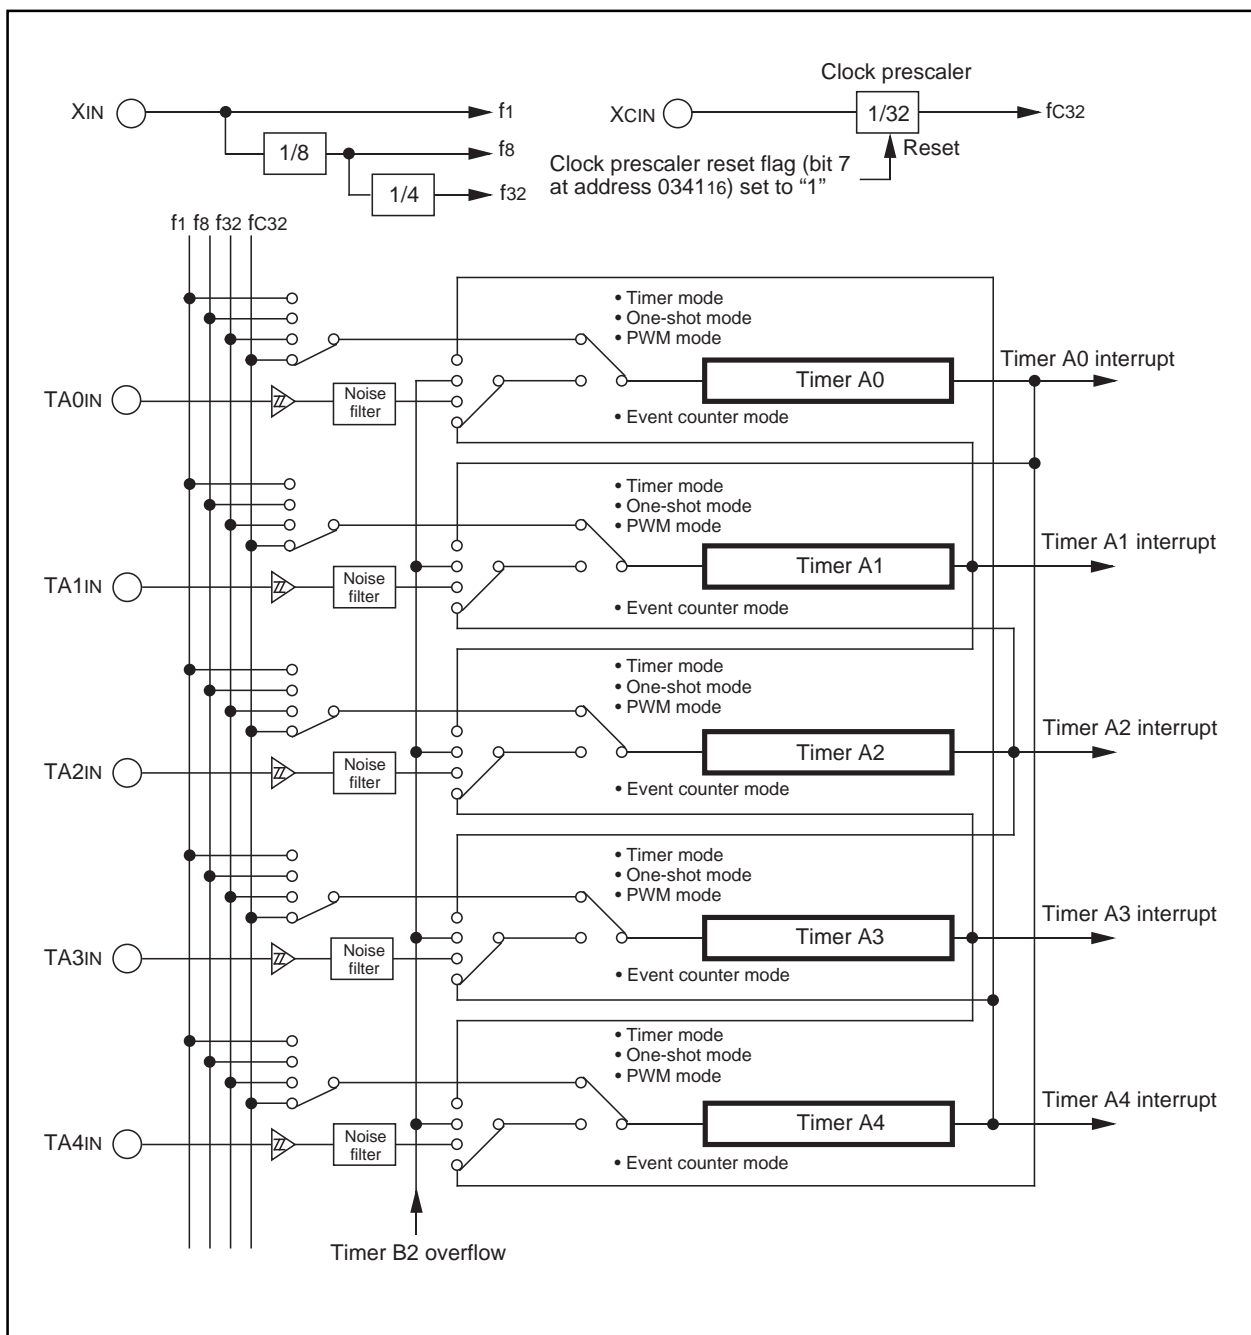 Clock prescaler
XIN
f1
XCIN
1/32
fC32
1/8
f8
Reset
Clock prescaler reset flag (bit 7
at address 034116) set to “1”
1/4
f32
f1 f8 f32 fC32
• Timer mode
• One-shot mode
• PWM mode
Timer A0 interrupt
Timer A0
TA0IN
Noise
filter
• Event counter mode
• Timer mode
• One-shot mode
• PWM mode
Timer A1 interrupt
Timer A1
TA1IN
Noise
filter
• Event counter mode
• Timer mode
• One-shot mode
• PWM mode
Timer A2 interrupt
Timer A2
TA2IN
Noise
filter
• Event counter mode
• Timer mode
• One-shot mode
• PWM mode
Timer A3 interrupt
Timer A3
TA3IN
Noise
filter
• Event counter mode
• Timer mode
• One-shot mode
• PWM mode
Timer A4 interrupt
Timer A4
TA4IN
Noise
filter
• Event counter mode
Timer B2 overflow